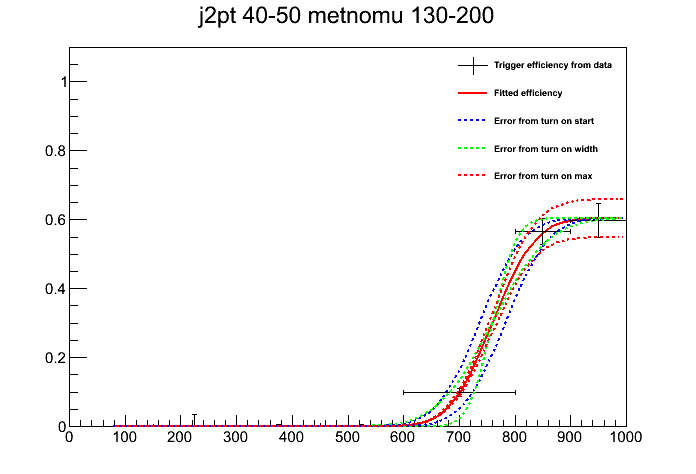 j2pt 40-50 metnomu 130-200
Trigger efficiency from data
Fitted efficiency
Error from turn on start
Error from turn on width
Error from turn on max
1
0.8
0.6
0.4
0.2
0
0 100 200 300 400 500 600 700 800 900 1000